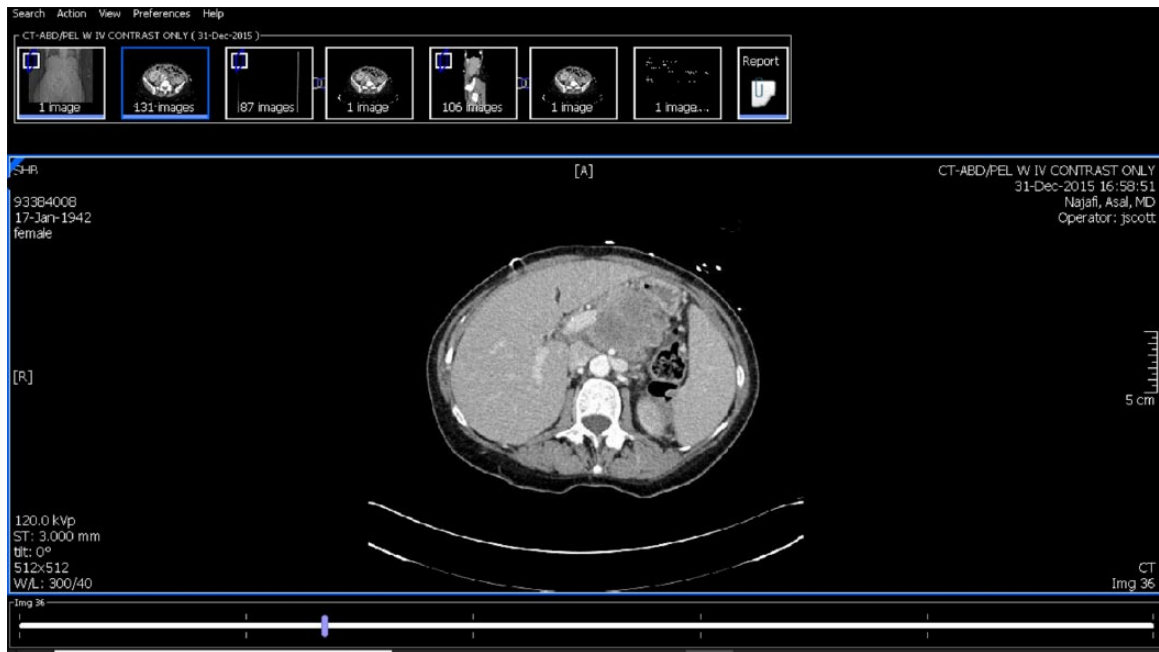 Search Action View Preferences Help
CT-ABD/PEL W IV CONTRAST ONLY ( 31-Dec-2015 )
1 image
131 images
87 images
1 image
106 images
1 image
1 image...
Report
SHB
[A]
CT-ABD/PEL W IV CONTRAST ONLY
31-Dec-2015 16:58:51
Najafi, Asal, MD
Operator: jscott
93384008
17-Jan-1942
female
[R]
5 cm
120.0 kVp
ST: 3.000 mm
tilt: 0°
512x512
W/L: 300/40
CT
Img 36
Img 36